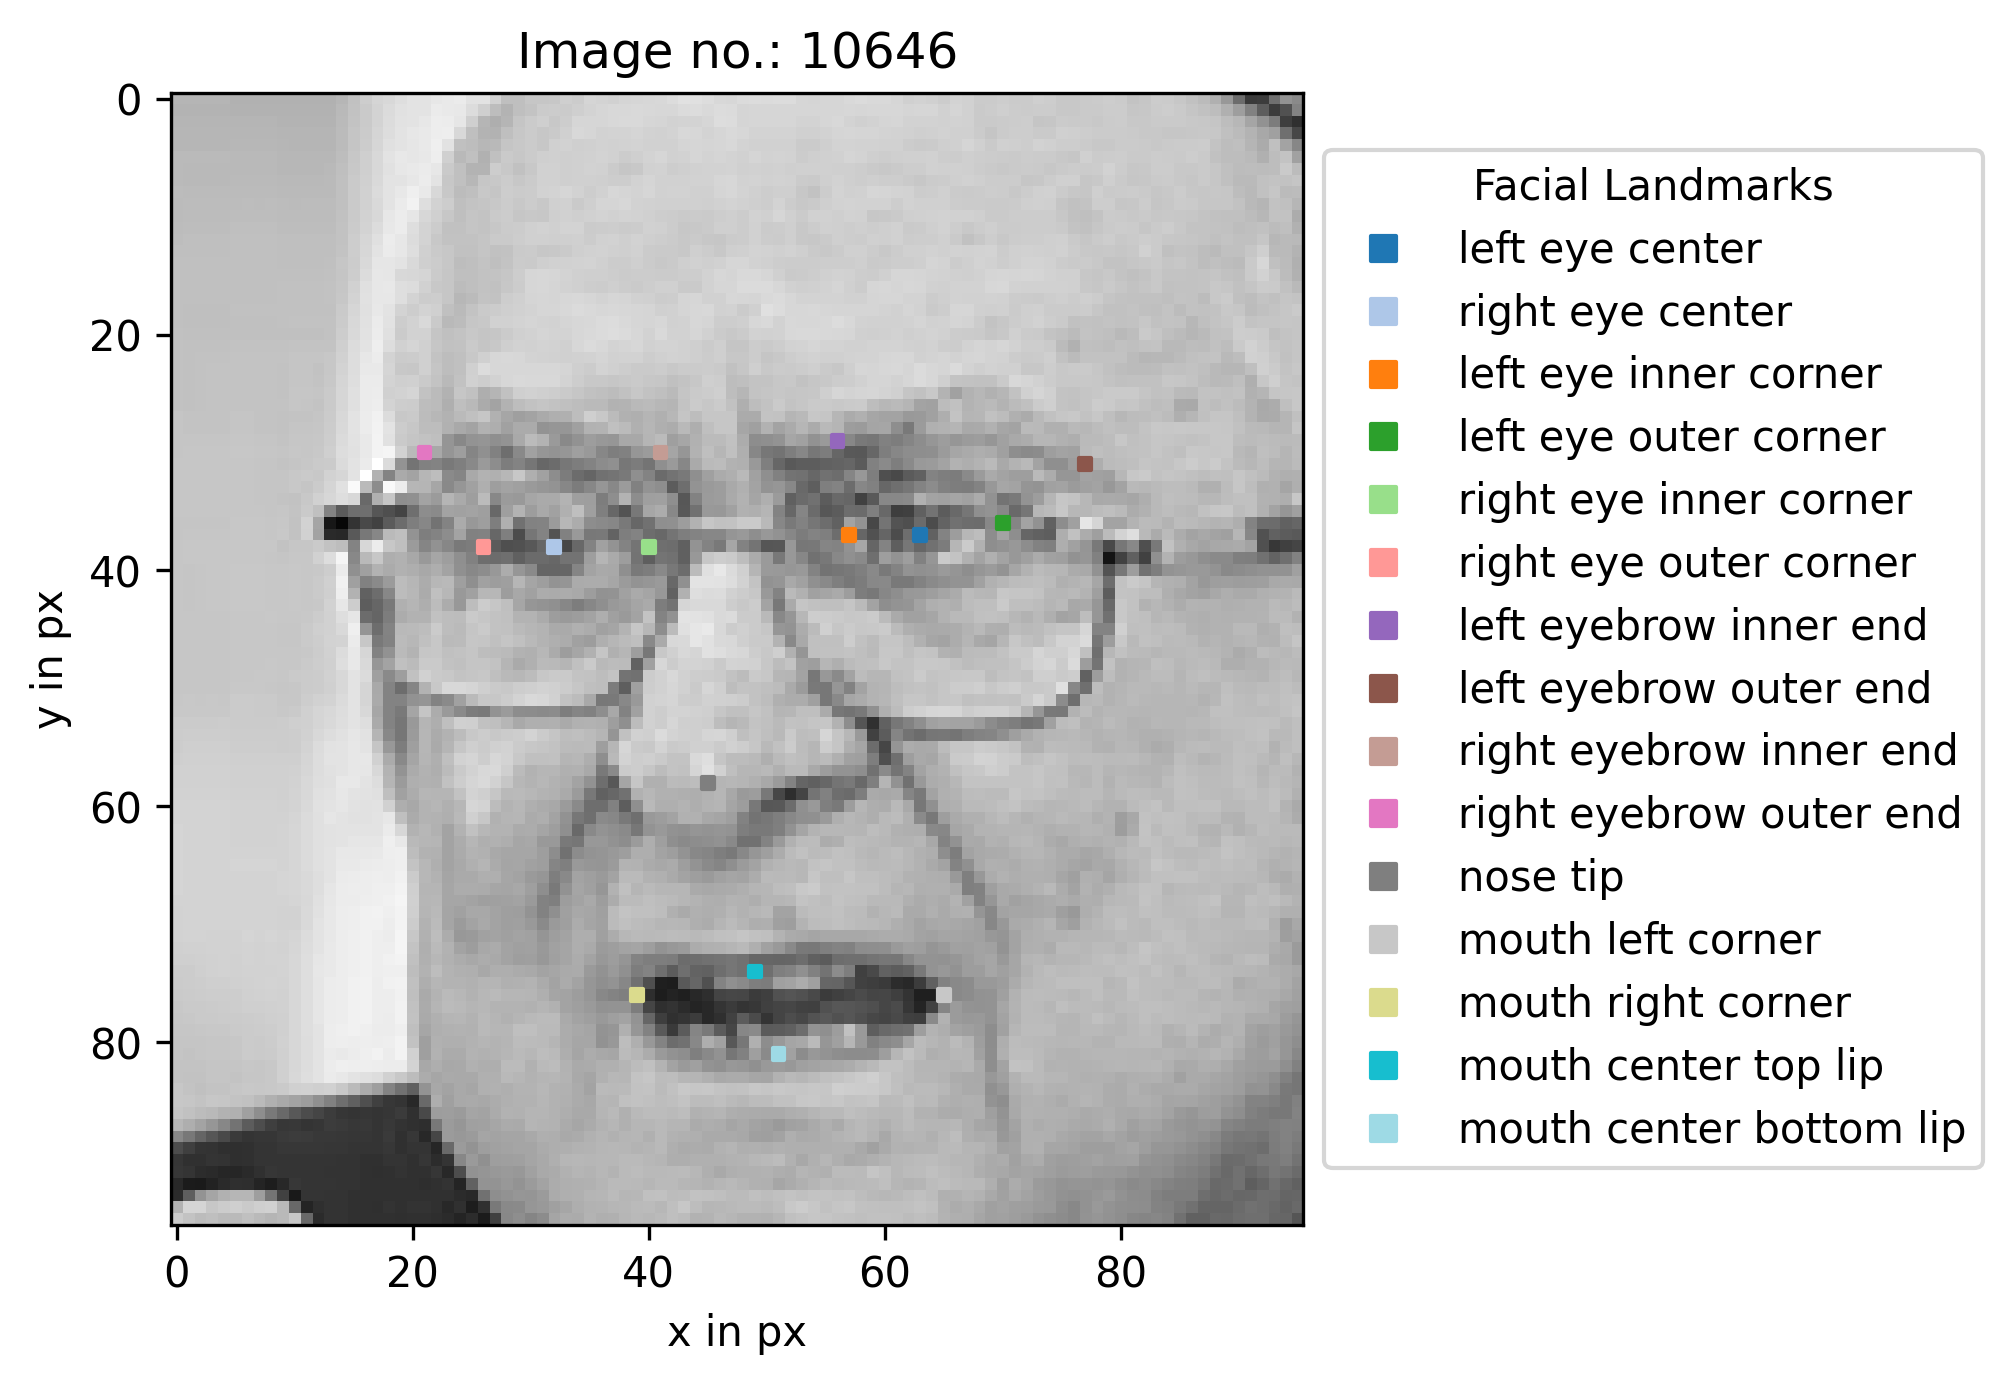 Image no.: 10646
0
20
40
60
80
y in px
0 20 40 60 80
x in px
Facial Landmarks
left eye center
right eye center
left eye inner corner
left eye outer corner
right eye inner corner
right eye outer corner
left eyebrow inner end
left eyebrow outer end
right eyebrow inner end
right eyebrow outer end
nose tip
mouth left corner
mouth right corner
mouth center top lip
mouth center bottom lip